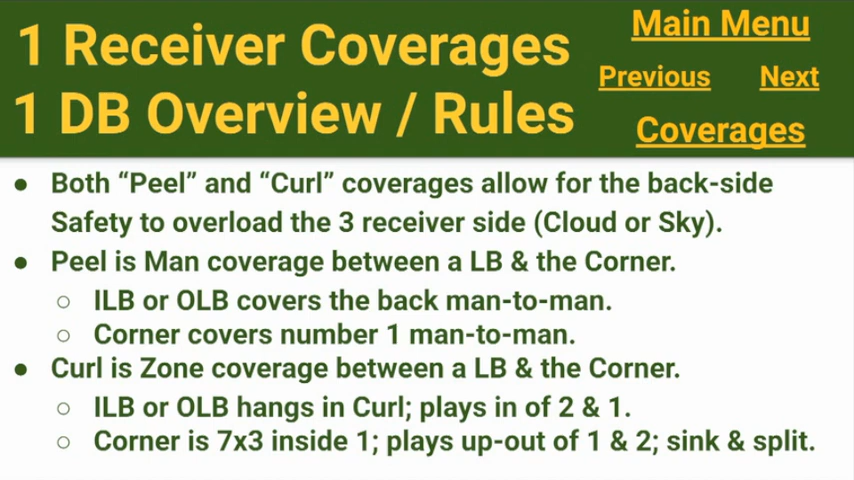 1 Receiver Coverages
1 DB Overview / Rules
Main Menu
Previous Next
Coverages
● Both “Peel” and “Curl” coverages allow for the back-side
Safety to overload the 3 receiver side (Cloud or Sky).
● Peel is Man coverage between a LB & the Corner.
○ ILB or OLB covers the back man-to-man.
○ Corner covers number 1 man-to-man.
● Curl is Zone coverage between a LB & the Corner.
○ ILB or OLB hangs in Curl; plays in of 2 & 1.
○ Corner is 7x3 inside 1; plays up-out of 1 & 2; sink & split.